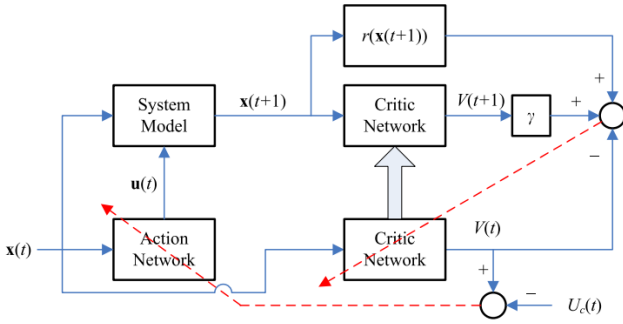 r(x(t+1))
+
System
Model
x(t+1)
Critic
Network
V(t+1)
γ
+
−
u(t)
x(t)
Action
Network
Critic
Network
V(t)
+
−
U_c(t)